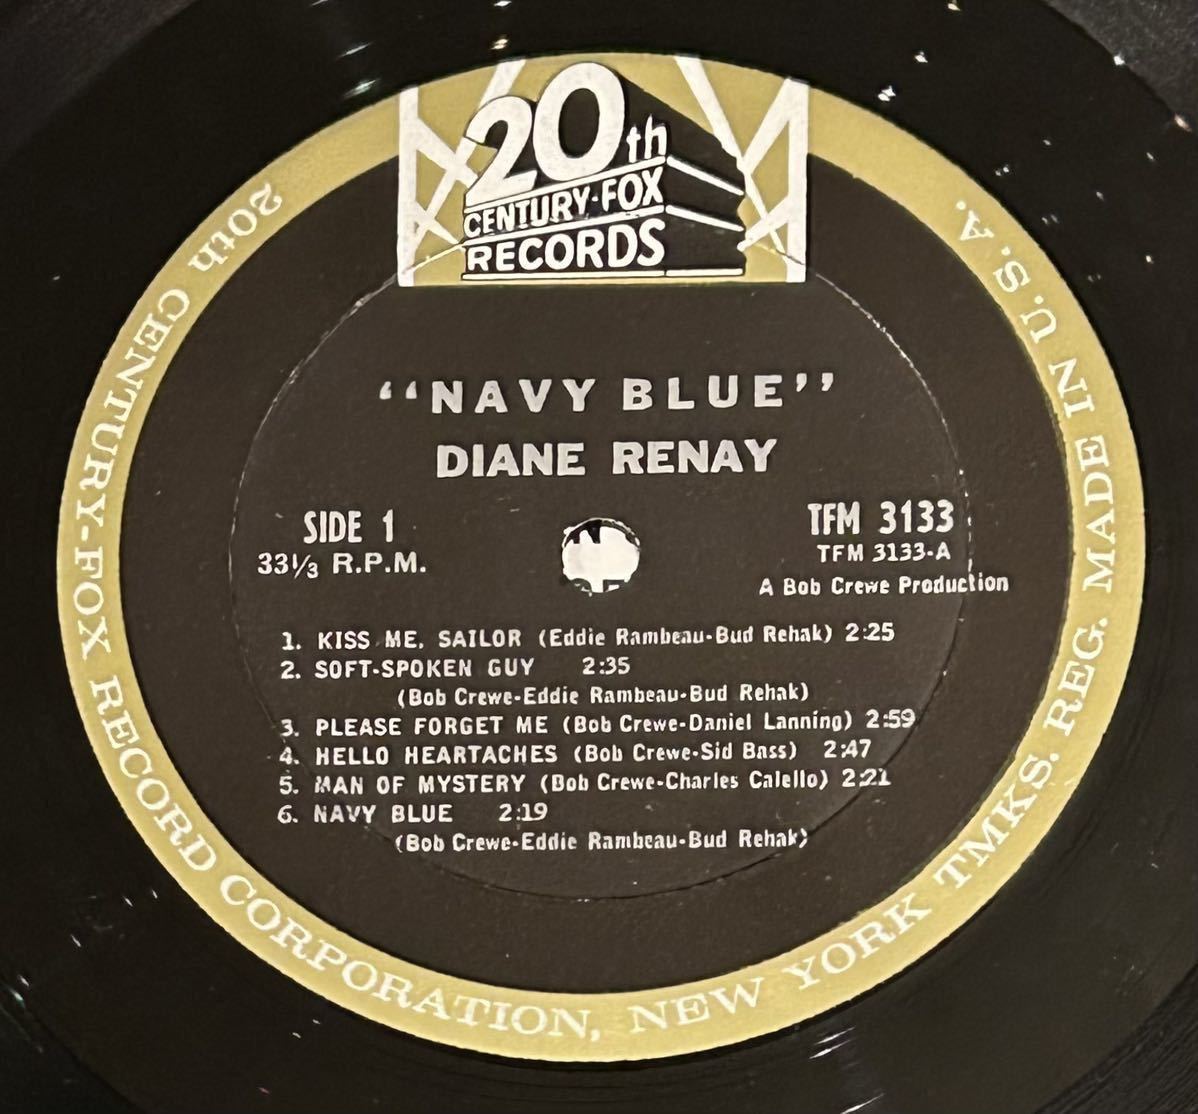 20th
CENTURY-FOX
RECORDS
“NAVY BLUE”
DIANE RENAY
SIDE 1
33⅓ R.P.M.
TFM 3133
TFM 3133-A
A Bob Crewe Production
1. KISS ME, SAILOR (Eddie Rambeau-Bud Rehak) 2:25
2. SOFT-SPOKEN GUY 2:35
(Bob Crewe-Eddie Rambeau-Bud Rehak)
3. PLEASE FORGET ME (Bob Crewe-Daniel Lanning) 2:59
4. HELLO HEARTACHES (Bob Crewe-Sid Bass) 2:47
5. MAN OF MYSTERY (Bob Crewe-Charles Calello) 2:21
6. NAVY BLUE 2:19
(Bob Crewe-Eddie Rambeau-Bud Rehak)
20th CENTURY-FOX RECORD CORPORATION, NEW YORK TMKS. REG. MADE IN U.S.A.